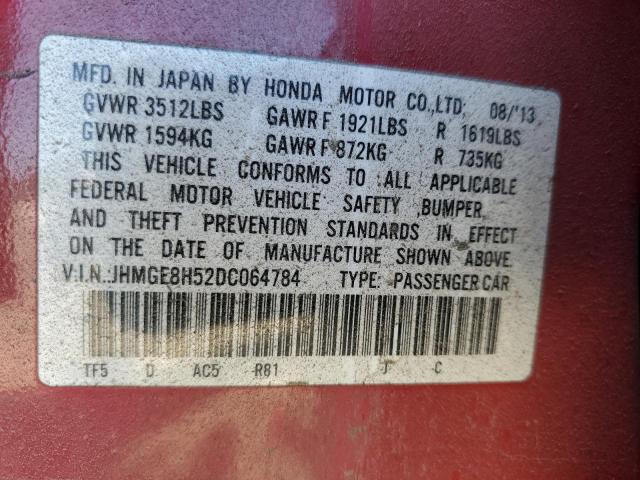 MFD. IN JAPAN BY HONDA MOTOR CO.,LTD; 08/'13
GVWR 3512LBS GAWR F 1921LBS R 1619LBS
GVWR 1594KG GAWR F 872KG R 735KG
THIS VEHICLE CONFORMS TO ALL APPLICABLE
FEDERAL MOTOR VEHICLE SAFETY ,BUMPER,
AND THEFT PREVENTION STANDARDS IN EFFECT
ON THE DATE OF MANUFACTURE SHOWN ABOVE.
V.I.N.:JHMGE8H52DC064784 TYPE: PASSENGER CAR
TF5 D AC5 R81 J C